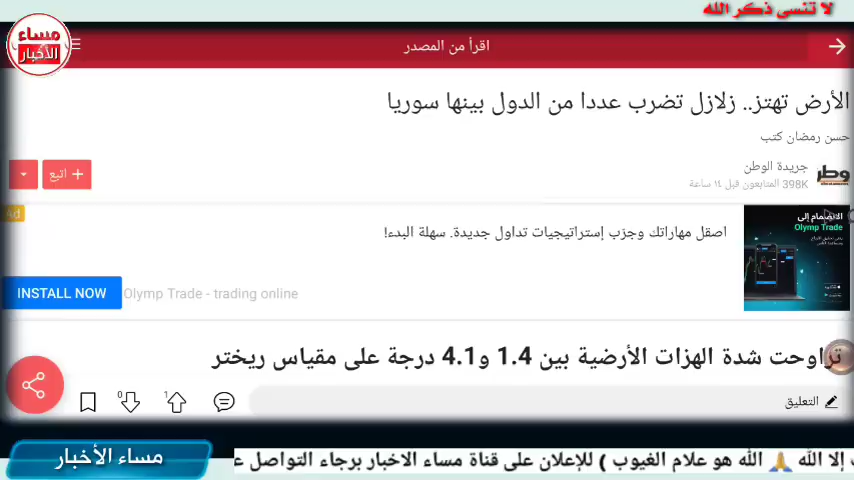 لا تنسى ذكر الله
مساء
الأخبار
اقرأ من المصدر
الأرض تهتز.. زلازل تضرب عددا من الدول بينها سوريا
حسن رمضان كتب
جريدة الوطن
398K المتابعون قبل ١٤ ساعة
+ اتبع
وطن
Ad
الانضمام إلى
Olymp Trade
اصقل مهاراتك وجرّب إستراتيجيات تداول جديدة. سهلة البدء!
INSTALL NOW
Olymp Trade - trading online
تراوحت شدة الهزات الأرضية بين 1.4 و4.1 درجة على مقياس ريختر
التعليق
1
0
مساء الأخبار
إلا الله 🙏 الله هو علام الغيوب ) للإعلان على قناة مساء الاخبار برجاء التواصل